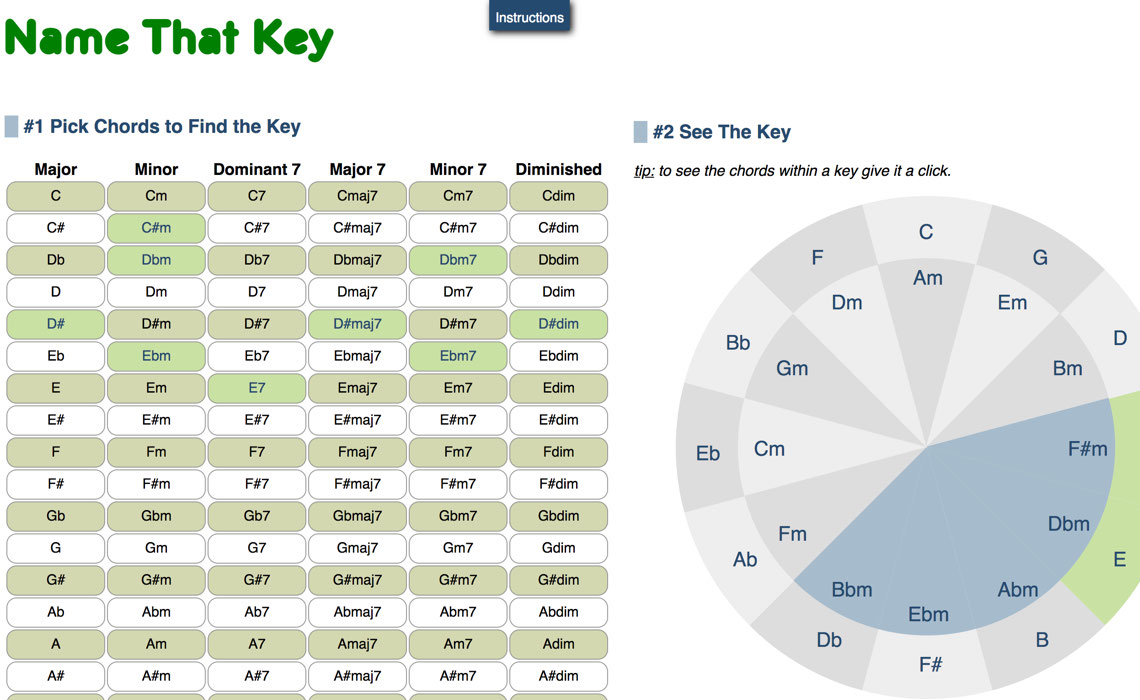 Instructions
Name That Key
#1 Pick Chords to Find the Key
Major Minor Dominant 7 Major 7 Minor 7 Diminished
C Cm C7 Cmaj7 Cm7 Cdim
C# C#m C#7 C#maj7 C#m7 C#dim
Db Dbm Db7 Dbmaj7 Dbm7 Dbdim
D Dm D7 Dmaj7 Dm7 Ddim
D# D#m D#7 D#maj7 D#m7 D#dim
Eb Ebm Eb7 Ebmaj7 Ebm7 Ebdim
E Em E7 Emaj7 Em7 Edim
E# E#m E#7 E#maj7 E#m7 E#dim
F Fm F7 Fmaj7 Fm7 Fdim
F# F#m F#7 F#maj7 F#m7 F#dim
Gb Gbm Gb7 Gbmaj7 Gbm7 Gbdim
G Gm G7 Gmaj7 Gm7 Gdim
G# G#m G#7 G#maj7 G#m7 G#dim
Ab Abm Ab7 Abmaj7 Abm7 Abdim
A Am A7 Amaj7 Am7 Adim
A# A#m A#7 A#maj7 A#m7 A#dim
#2 See The Key
tip: to see the chords within a key give it a click.
C
F G
Am
Dm Em
Bb D
Gm Bm
Eb Cm F#m
Fm Dbm
Ab E
Bbm Abm
Ebm
Db B
F#